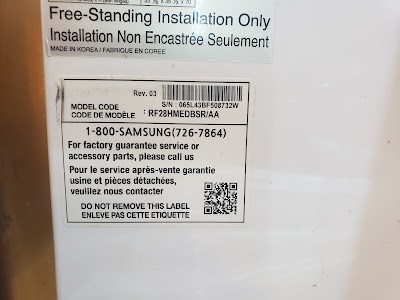 Free-Standing Installation Only
Installation Non Encastrée Seulement
MADE IN KOREA / FABRIQUE EN COREE
Rev. 03
S/N : 065L43BF508732W
MODEL CODE
CODE DE MODÈLE : RF28HMEDBSR/AA
1-800-SAMSUNG(726-7864)
For factory guarantee service or
accessory parts, please call us
Pour le service après-vente garantie
usine et pièces détachées,
veuillez nous contacter
DO NOT REMOVE THIS LABEL
ENLEVE PAS CETTE ETIQUETTE